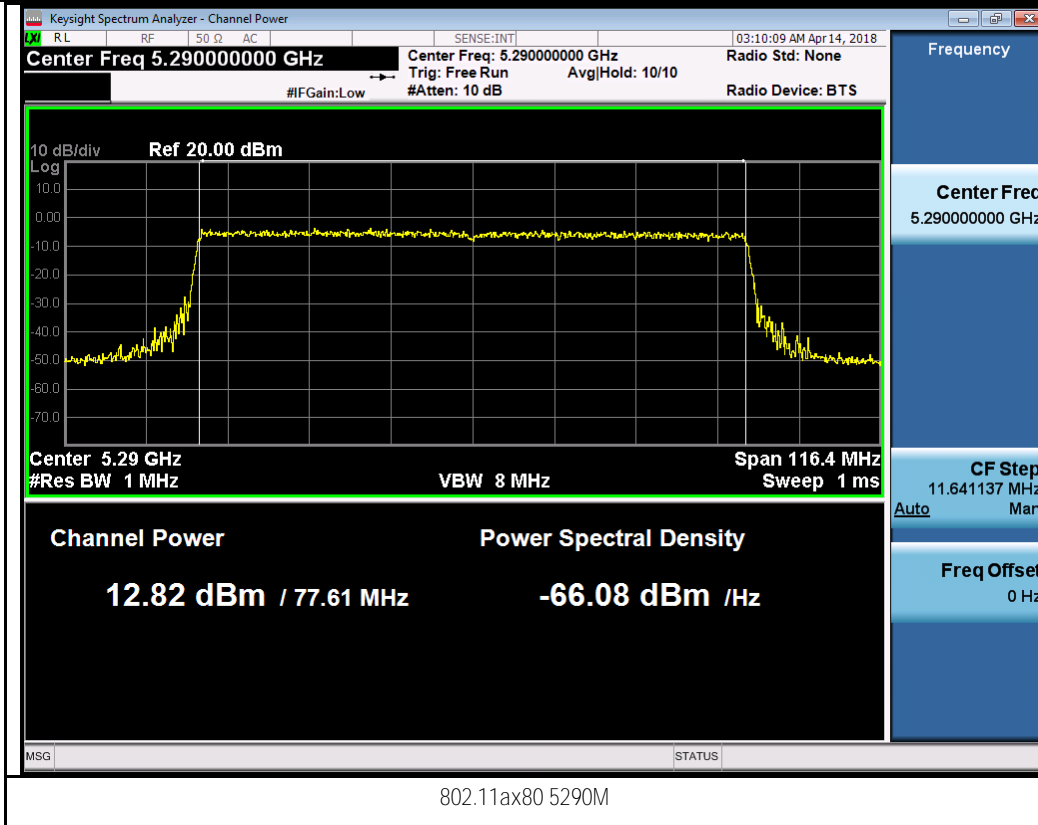 Keysight Spectrum Analyzer - Channel Power
LXI RL RF 50 Ω AC SENSE:INT 03:10:09 AM Apr 14, 2018
Center Freq 5.290000000 GHz
Center Freq: 5.290000000 GHz Radio Std: None
Trig: Free Run Avg|Hold: 10/10
#IFGain:Low #Atten: 10 dB Radio Device: BTS
10 dB/div Ref 20.00 dBm
Log
10.0
0.00
-10.0
-20.0
-30.0
-40.0
-50.0
-60.0
-70.0
Center 5.29 GHz Span 116.4 MHz
#Res BW 1 MHz VBW 8 MHz Sweep 1 ms
Channel Power Power Spectral Density
12.82 dBm / 77.61 MHz -66.08 dBm /Hz
Frequency
Center Freq
5.290000000 GHz
CF Step
11.641137 MHz
Auto Man
Freq Offset
0 Hz
MSG STATUS
802.11ax80 5290M